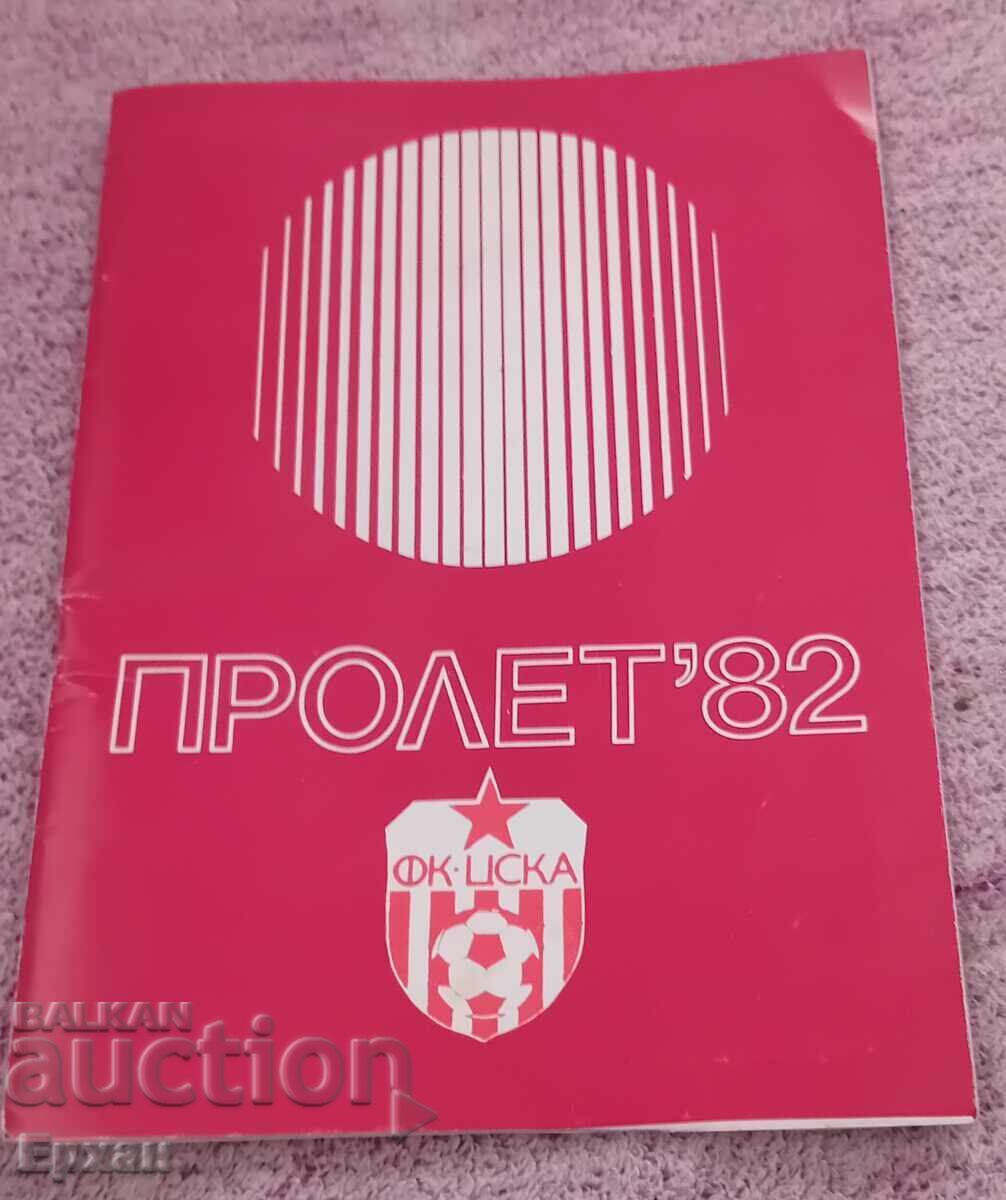 ПРОЛЕТ'82
ФК·ЦСКА
BALKAN
auction
Ерхан